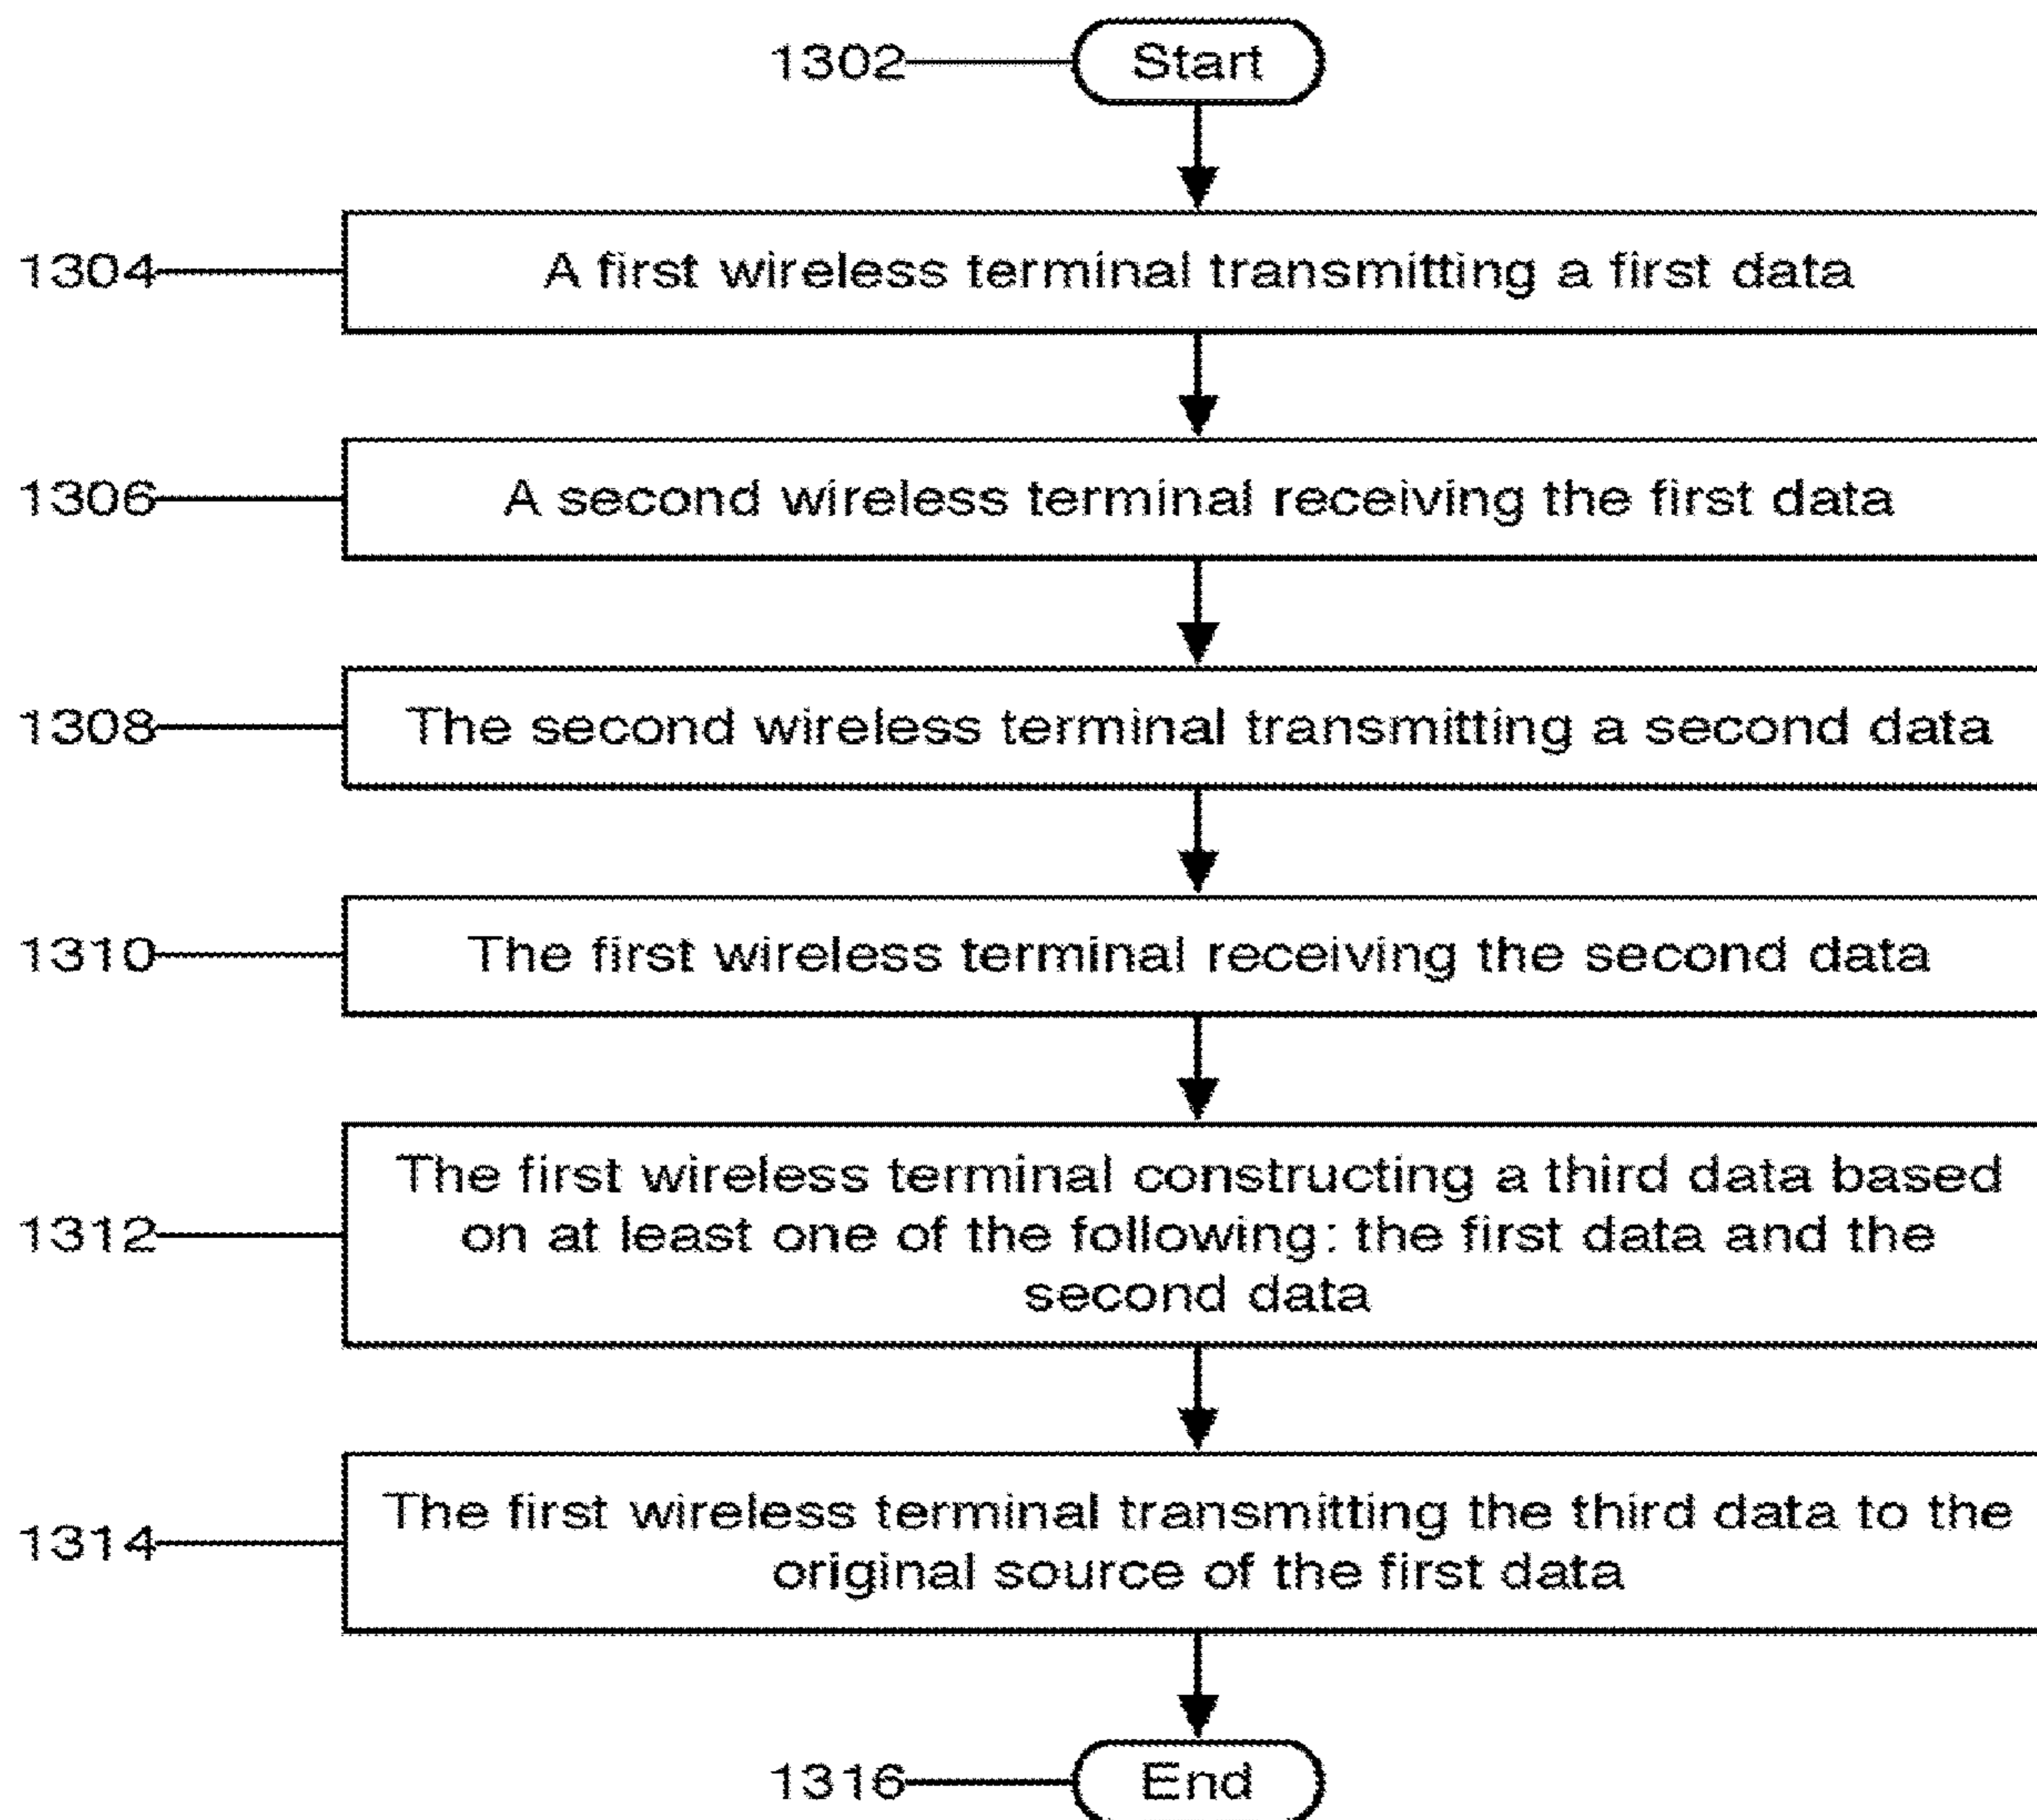 1302 Start
1304 A first wireless terminal transmitting a first data
1306 A second wireless terminal receiving the first data
1308 The second wireless terminal transmitting a second data
1310 The first wireless terminal receiving the second data
The first wireless terminal constructing a third data based
1312 on at least one of the following: the first data and the
second data
The first wireless terminal transmitting the third data to the
1314 original source of the first data
1316 End